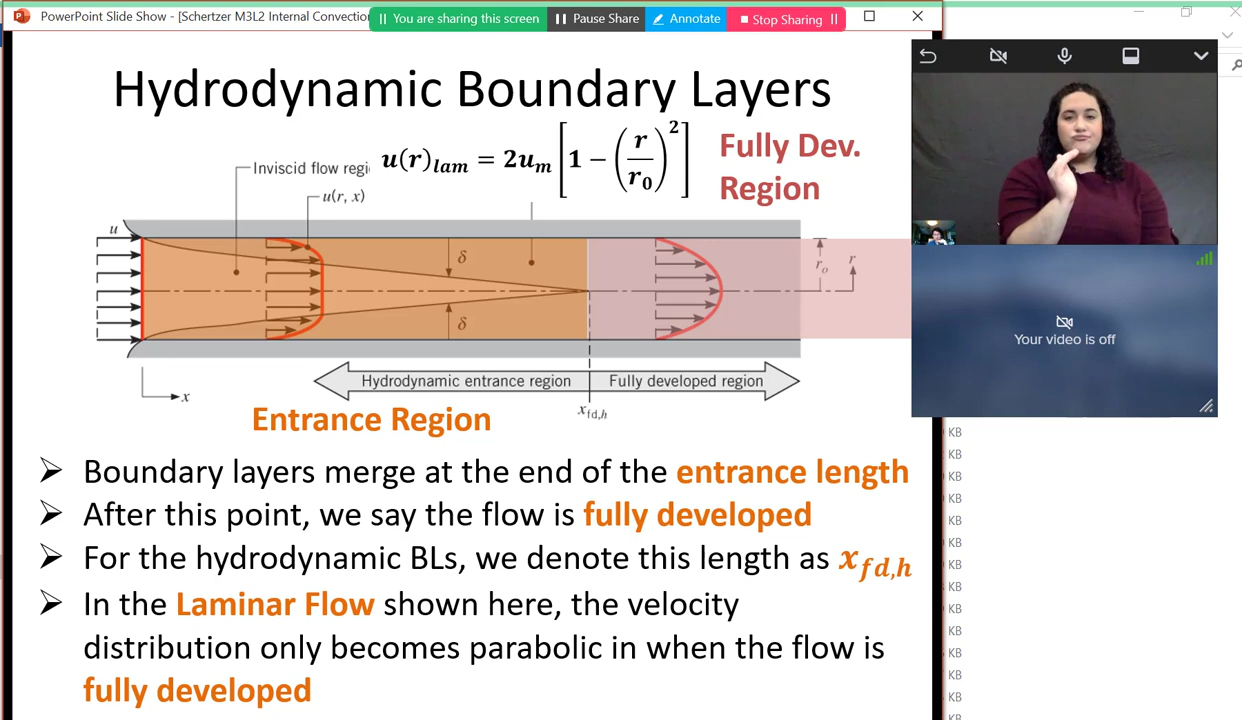 PowerPoint Slide Show - [Schertzer M3L2 Internal Convection
You are sharing this screen
Pause Share
Annotate
Stop Sharing
Hydrodynamic Boundary Layers
u(r)lam = 2um [1 − (r/r0)²]
Fully Dev.
Region
Inviscid flow regi
u(r, x)
u
δ
δ
ro
r
Hydrodynamic entrance region
Fully developed region
x
xfd,h
Entrance Region
Your video is off
➢ Boundary layers merge at the end of the entrance length
➢ After this point, we say the flow is fully developed
➢ For the hydrodynamic BLs, we denote this length as xfd,h
➢ In the Laminar Flow shown here, the velocity
distribution only becomes parabolic in when the flow is
fully developed
KB
KB
KB
KB
KB
KB
KB
KB
KB
KB
KB
KB
KB
KB